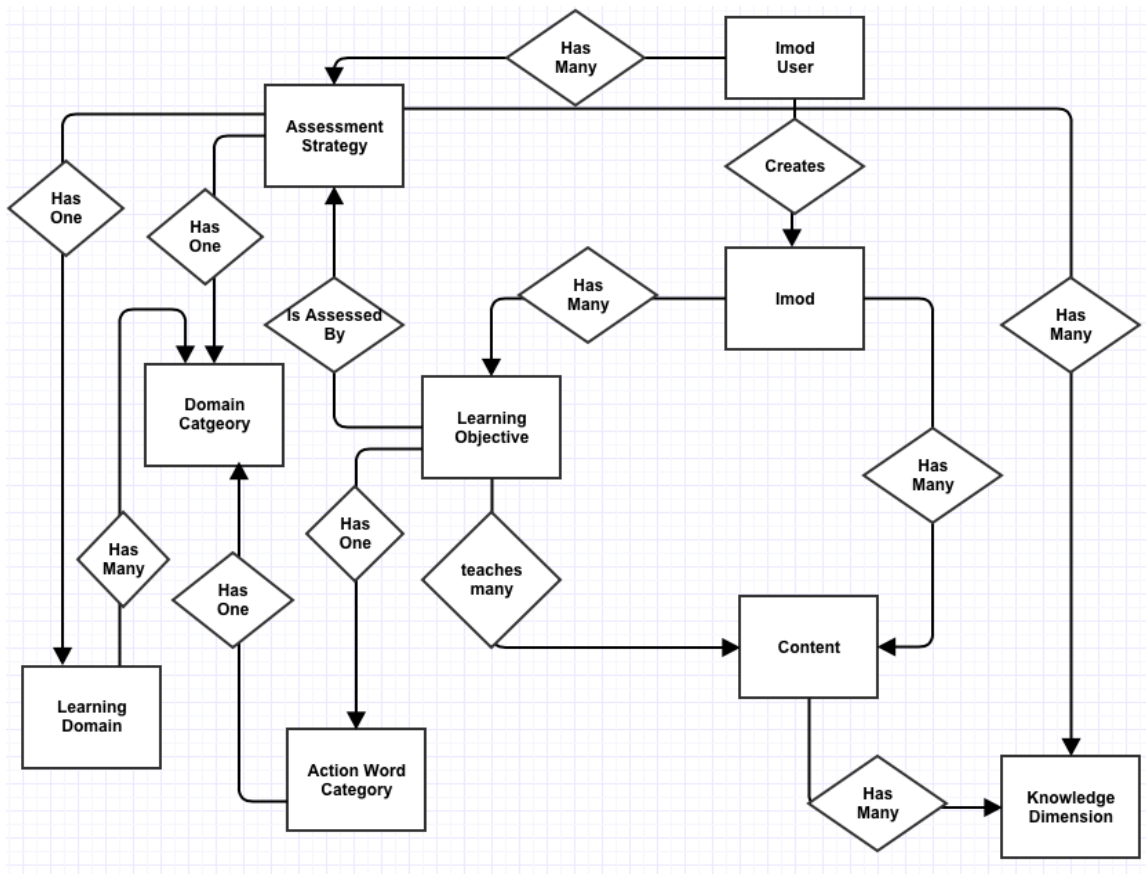 Has
Many
Imod
User
Assessment
Strategy
Creates
Has
One
Has
One
Is Assessed
By
Has
Many
Imod
Has
Many
Domain
Catgeory
Learning
Objective
Has
Many
Has
Many
Has
One
Has
One
teaches
many
Content
Learning
Domain
Action Word
Category
Has
Many
Knowledge
Dimension